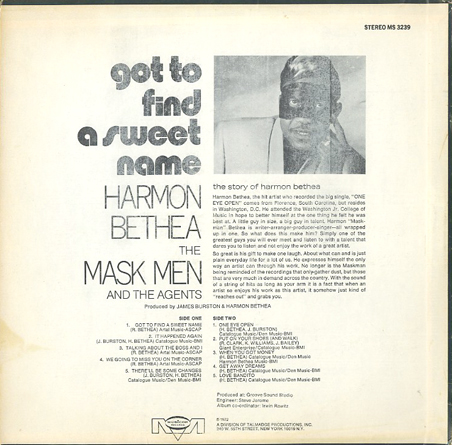 STEREO MS 3239
got to
find
a sweet
name
HARMON
BETHEA
THE
MASK MEN
AND THE AGENTS
Produced by JAMES BURSTON & HARMON BETHEA
the story of harmon bethea
Harmon Bethea, the hit artist who recorded the big single, "ONE
EYE OPEN" comes from Florence, South Carolina, but resides
in Washington, D.C. He attended the Washington Jr. College of
Music in hope to better himself at the one thing he felt he was
best at. A little guy in size, a big guy in talent, Harmon "Mask-
man" Bethea is writer-arranger-producer-singer—all wrapped
up in one. So what does this make him? Simply one of the
greatest guys you will ever meet and listen to with a talent that
dares you to listen and not enjoy the work of a great artist.
So great is his gift to make one laugh. About what can and is just
plain everyday life for a lot of us. He expresses himself the only
way an artist can through his work. No longer is the Maskman
being reminded of the recordings that only gather dust, but those
that are very much in demand across the country. With the sound
of a string of hits as long as your arm it is a fact that when an
artist so enjoys his work as this artist, it somehow just kind of
"reaches out" and grabs you.
SIDE ONE
1. GOT TO FIND A SWEET NAME
(R. BETHEA) Artal Music-ASCAP
2. IT HAPPENED AGAIN
(J. BURSTON, H. BETHEA) Catalogue Music-BMI
3. TALKING ABOUT THE BOSS AND I
(R. BETHEA) Artal Music-ASCAP
4. WE GOING TO MISS YOU ON THE CORNER
(R. BETHEA) Artal Music-ASCAP
5. THERE'LL BE SOME CHANGES
(J. BURSTON, H. BETHEA)
Catalogue Music/Den Music-BMI
SIDE TWO
1. ONE EYE OPEN
(H. BETHEA, J. BURSTON)
Catalogue Music/Den Music-BMI
2. PUT ON YOUR SHOES (AND WALK)
(R. CLARK, K. WILLIAMS, J. BAILEY)
Giant Enterprise/Catalogue Music-BMI
3. WHEN YOU GOT MONEY
(H. BETHEA) Catalogue Music/Den Music
Harmon Bethea Music-BMI
4. GET AWAY DREAMS
(H. BETHEA) Catalogue Music/Den Music-BMI
5. LOVE BANDITO
(H. BETHEA) Catalogue Music/Den Music-BMI
Produced at: Groove Sound Studio
Engineer: Steve Jerome
Album co-ordinator: Irwin Rawitz
A DIVISION OF TALMADGE PRODUCTIONS, INC.
NEW YORK 10019 N.Y.